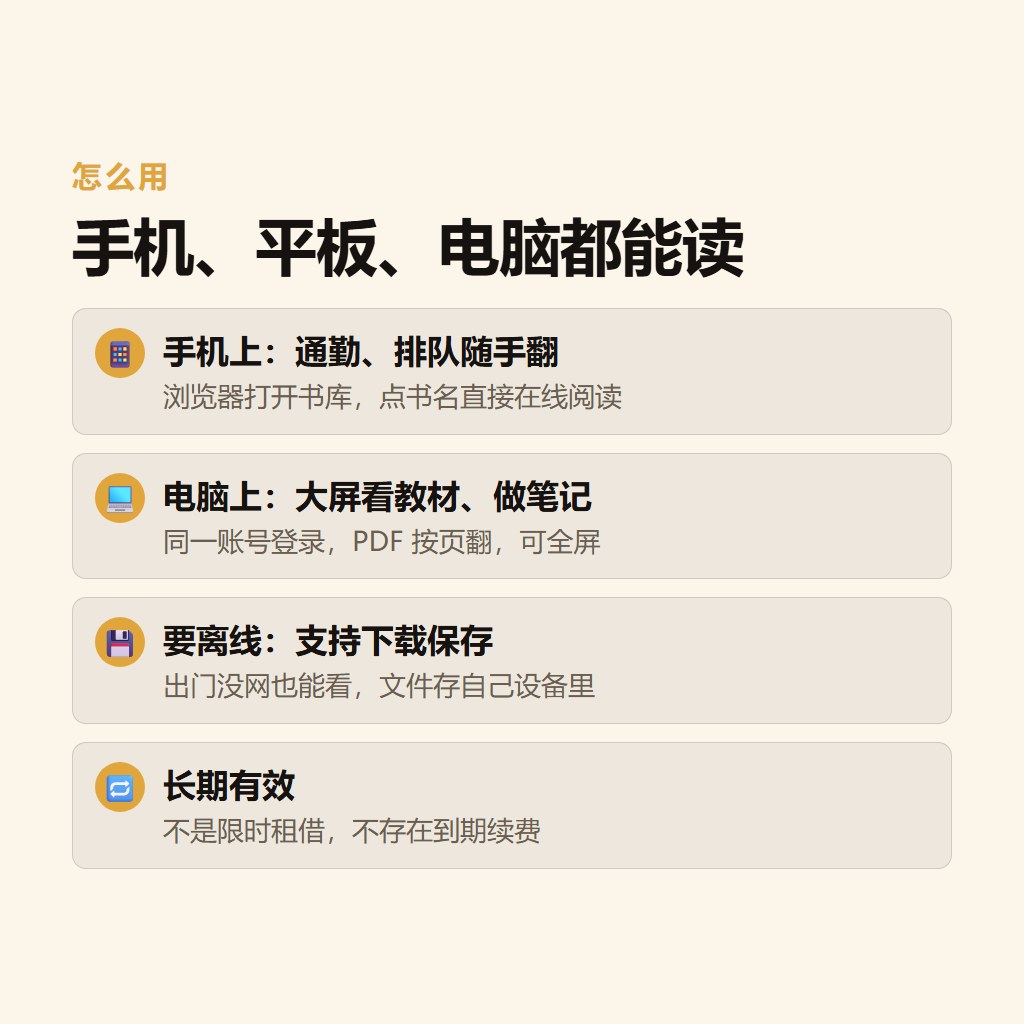 怎么用
手机、平板、电脑都能读
手机上：通勤、排队随手翻
浏览器打开书库，点书名直接在线阅读
电脑上：大屏看教材、做笔记
同一账号登录，PDF 按页翻，可全屏
要离线：支持下载保存
出门没网也能看，文件存自己设备里
长期有效
不是限时租借，不存在到期续费